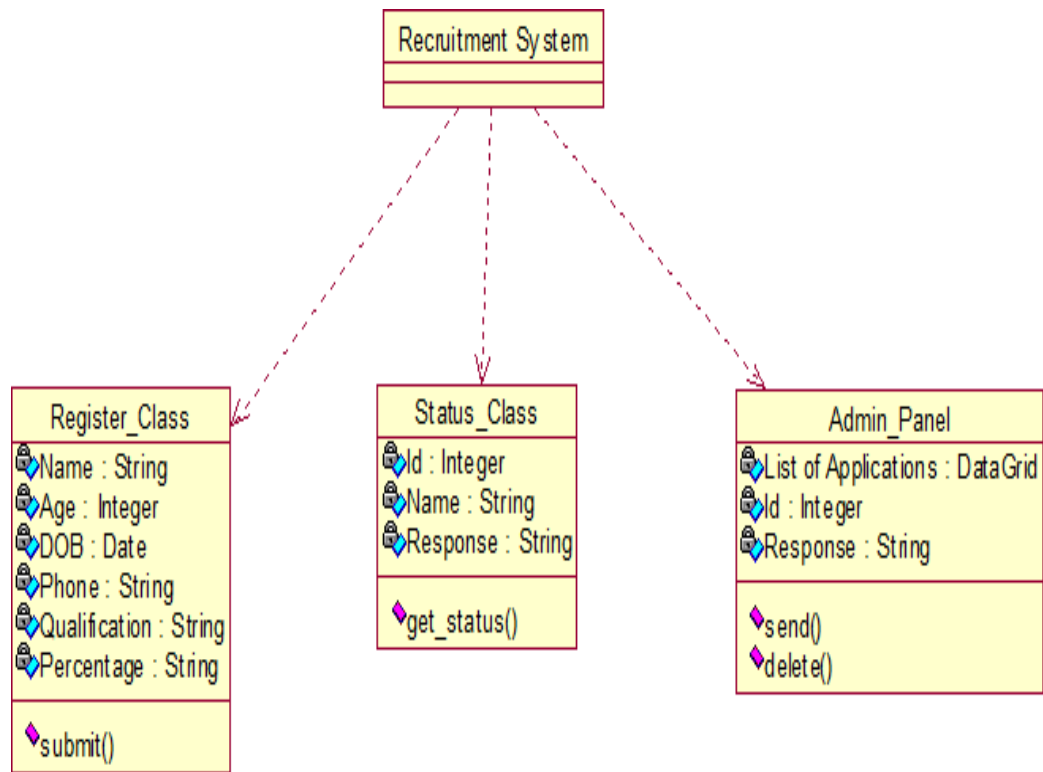 Recruitment System
Register_Class
Name : String
Age : Integer
DOB : Date
Phone : String
Qualification : String
Percentage : String
submit()
Status_Class
Id : Integer
Name : String
Response : String
get_status()
Admin_Panel
List of Applications : DataGrid
Id : Integer
Response : String
send()
delete()